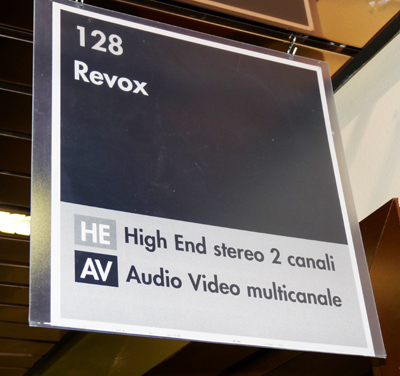 128
Revox
HE High End stereo 2 canali
AV Audio Video multicanale